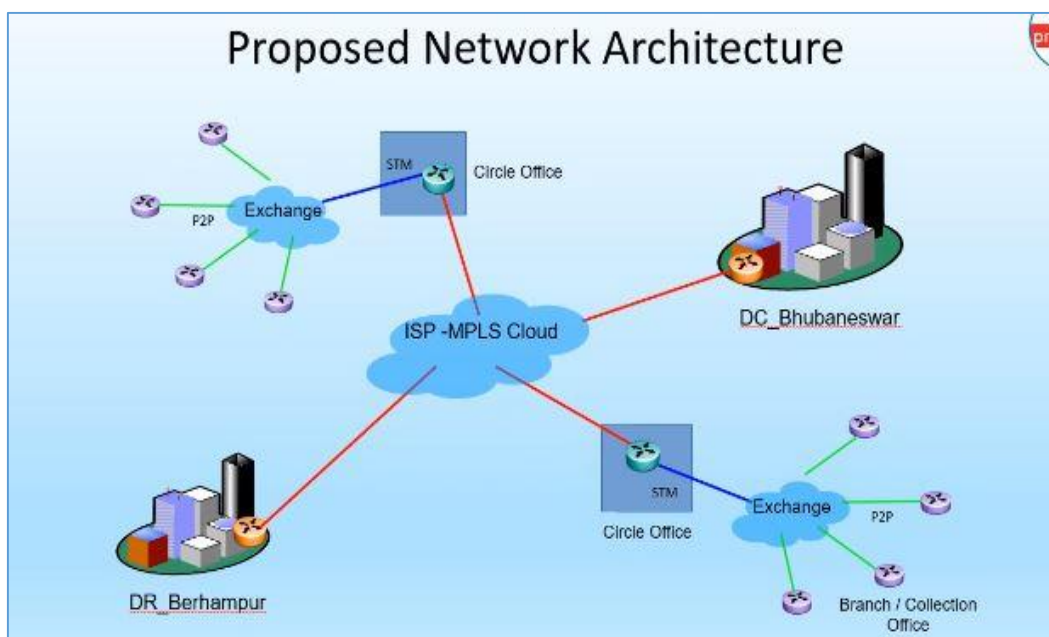 Proposed Network Architecture
STM
Circle Office
P2P
Exchange
ISP -MPLS Cloud
DC_Bhubaneswar
STM
Circle Office
Exchange
P2P
DR_Berhampur
Branch / Collection
Office